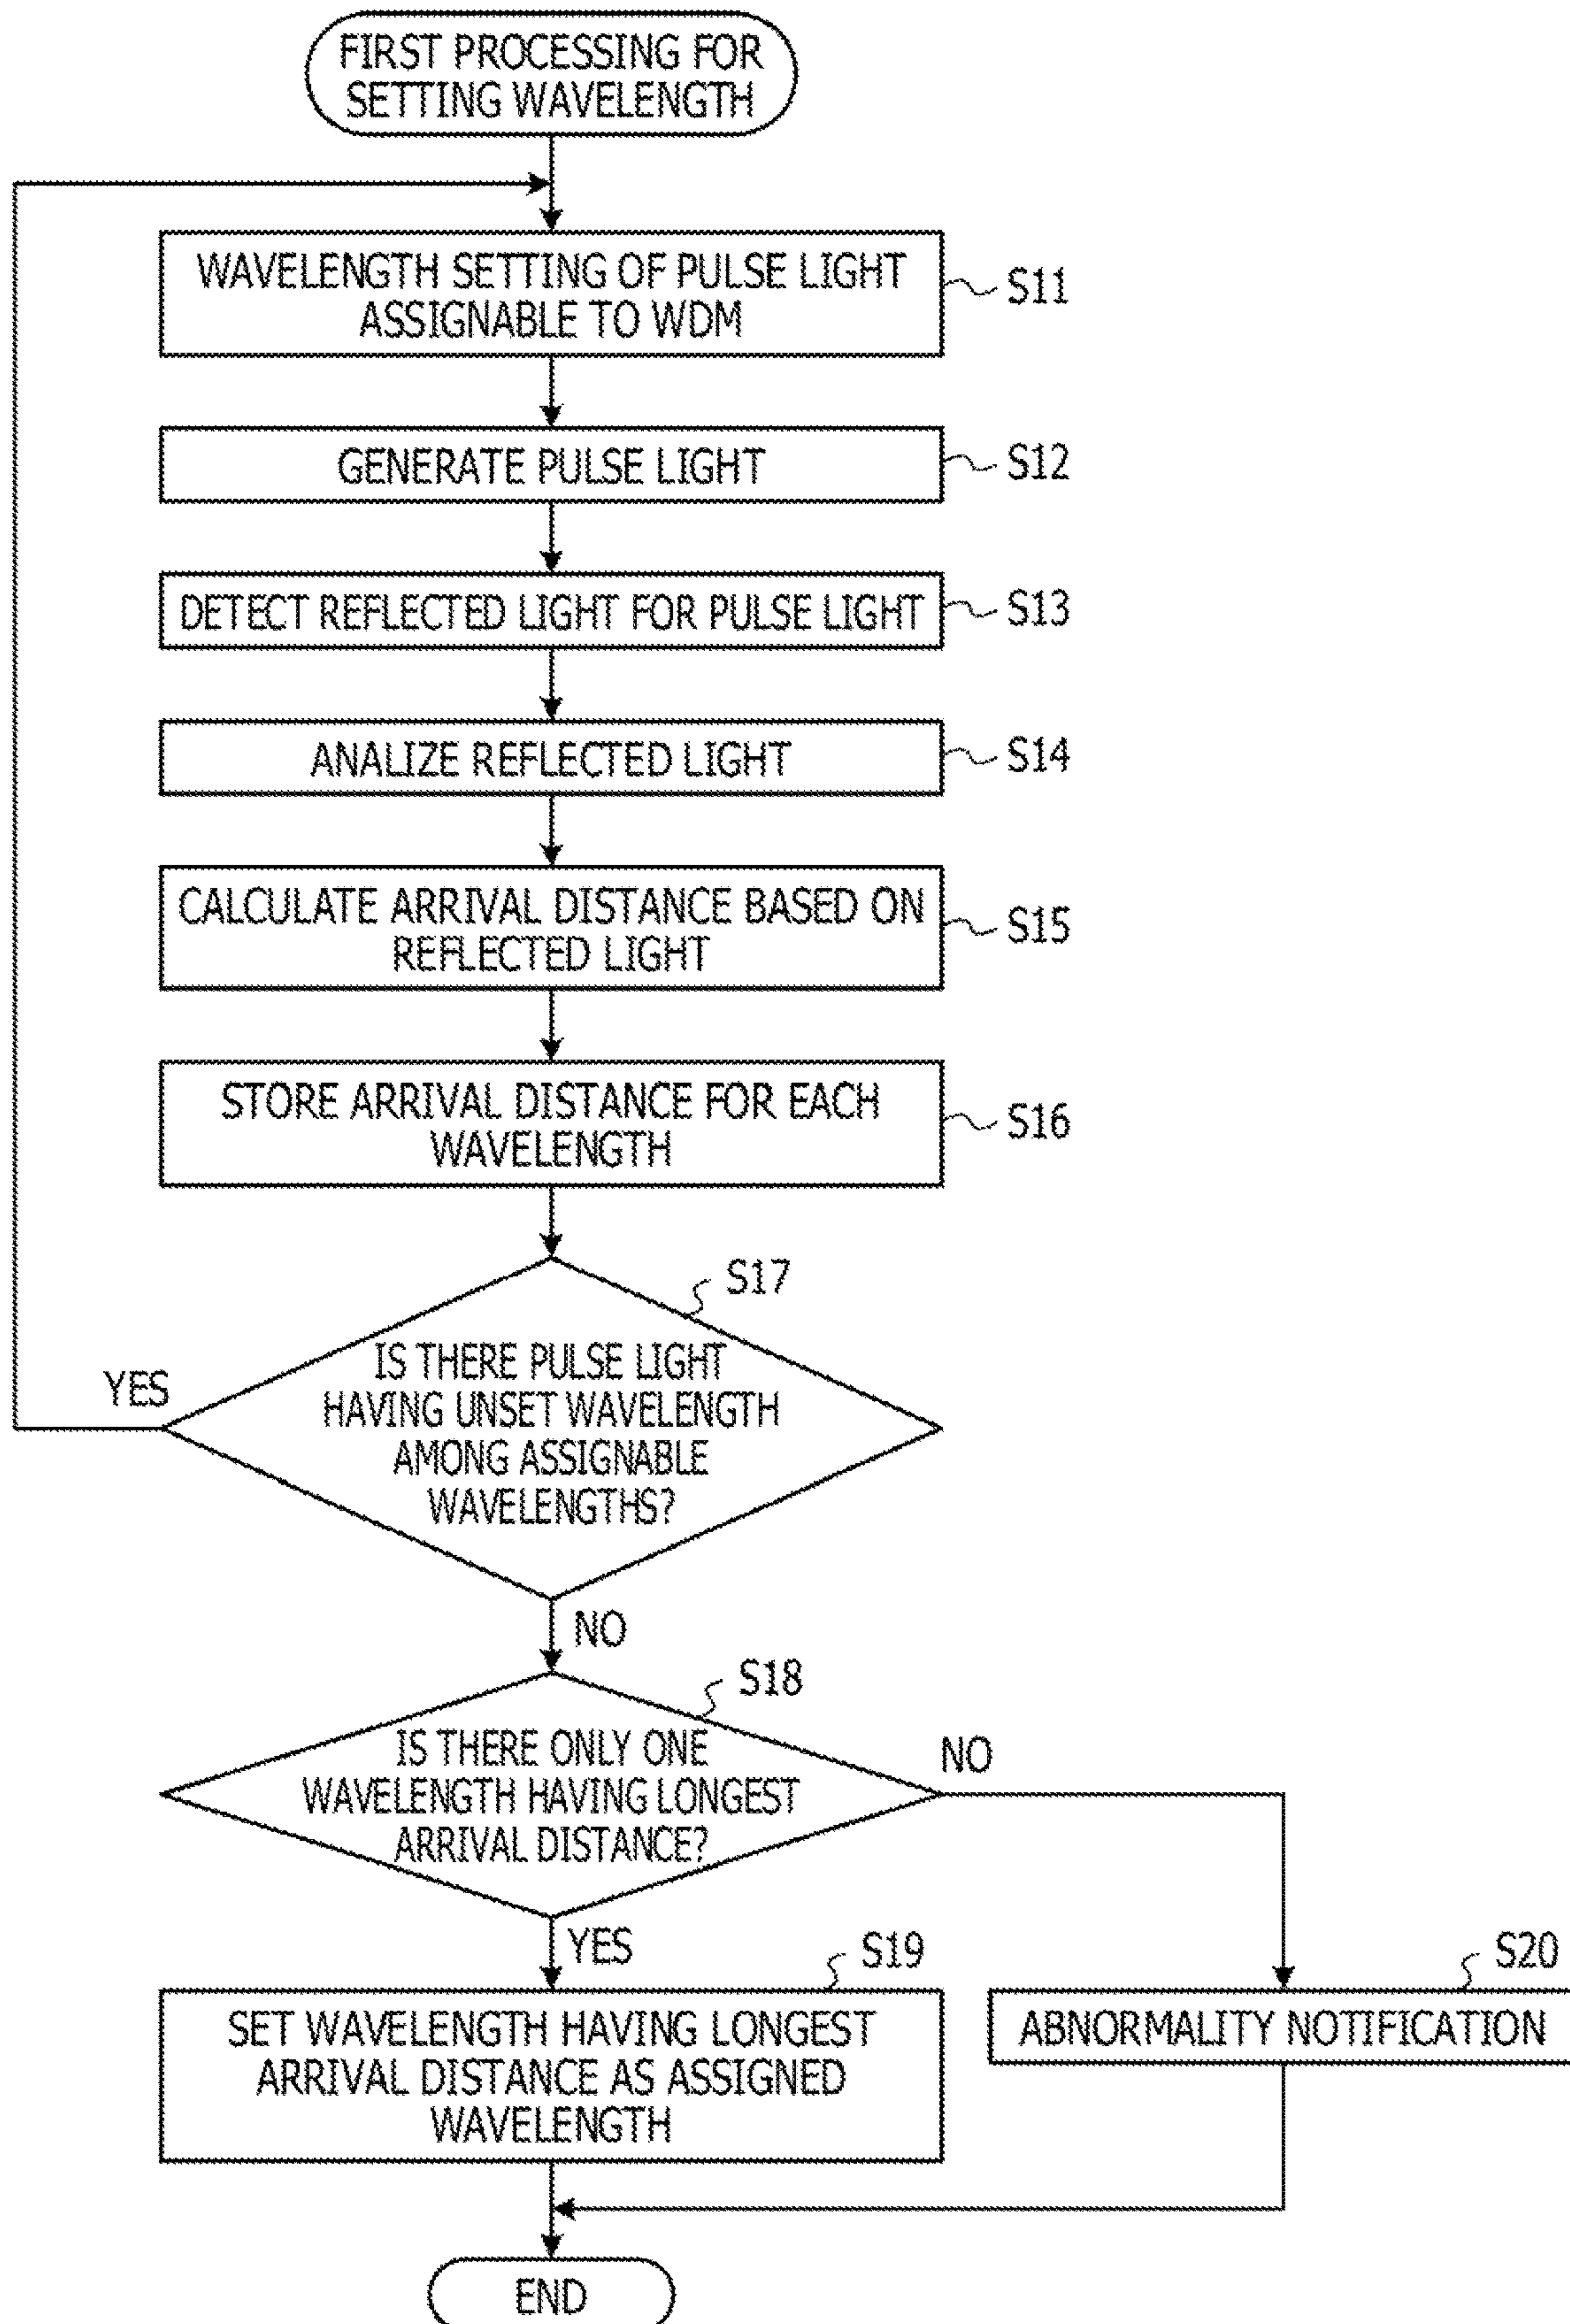 FIRST PROCESSING FOR
SETTING WAVELENGTH
WAVELENGTH SETTING OF PULSE LIGHT
ASSIGNABLE TO WDM
S11
GENERATE PULSE LIGHT
S12
DETECT REFLECTED LIGHT FOR PULSE LIGHT
S13
ANALIZE REFLECTED LIGHT
S14
CALCULATE ARRIVAL DISTANCE BASED ON
REFLECTED LIGHT
S15
STORE ARRIVAL DISTANCE FOR EACH
WAVELENGTH
S16
S17
IS THERE PULSE LIGHT
HAVING UNSET WAVELENGTH
AMONG ASSIGNABLE
WAVELENGTHS?
YES
NO
S18
IS THERE ONLY ONE
WAVELENGTH HAVING LONGEST
ARRIVAL DISTANCE?
NO
YES
S19
SET WAVELENGTH HAVING LONGEST
ARRIVAL DISTANCE AS ASSIGNED
WAVELENGTH
S20
ABNORMALITY NOTIFICATION
END